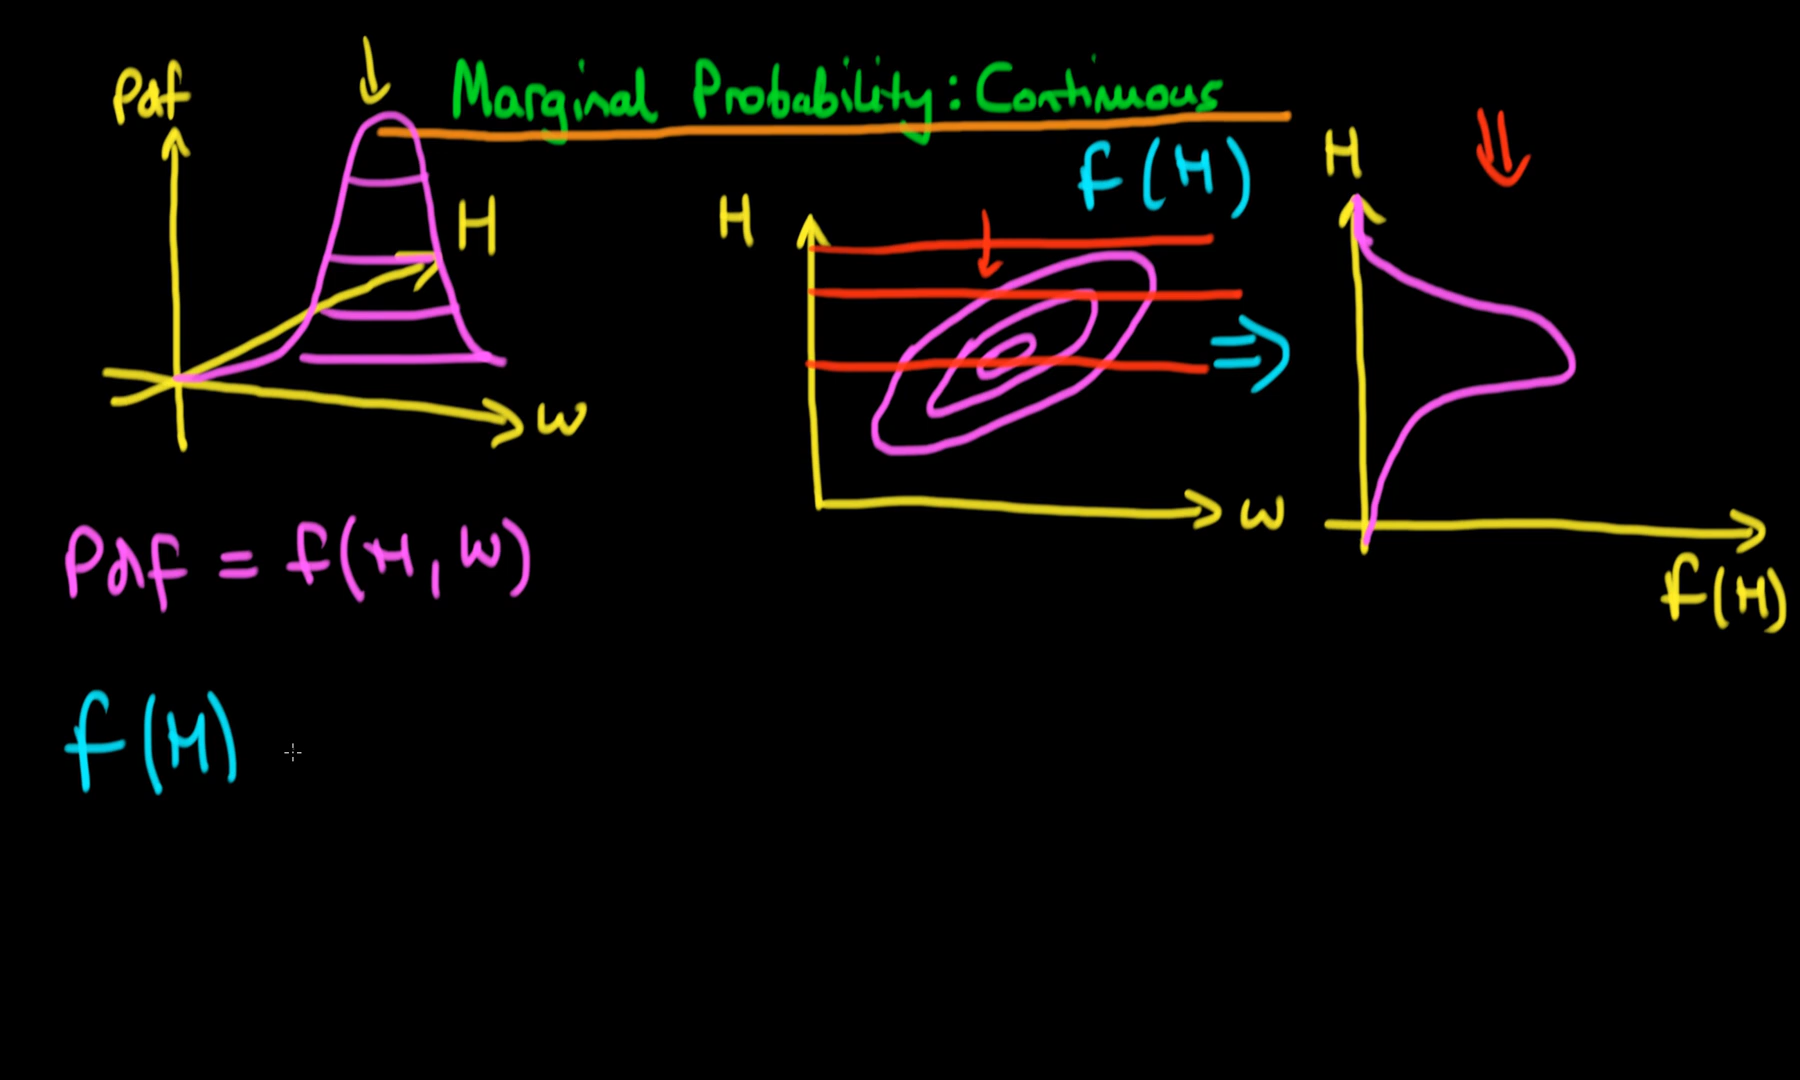 Marginal Probability: Continuous
Pdf
H
W
H
f(H)
W
H
f(H)
Pdf = f(H, W)
f(H)